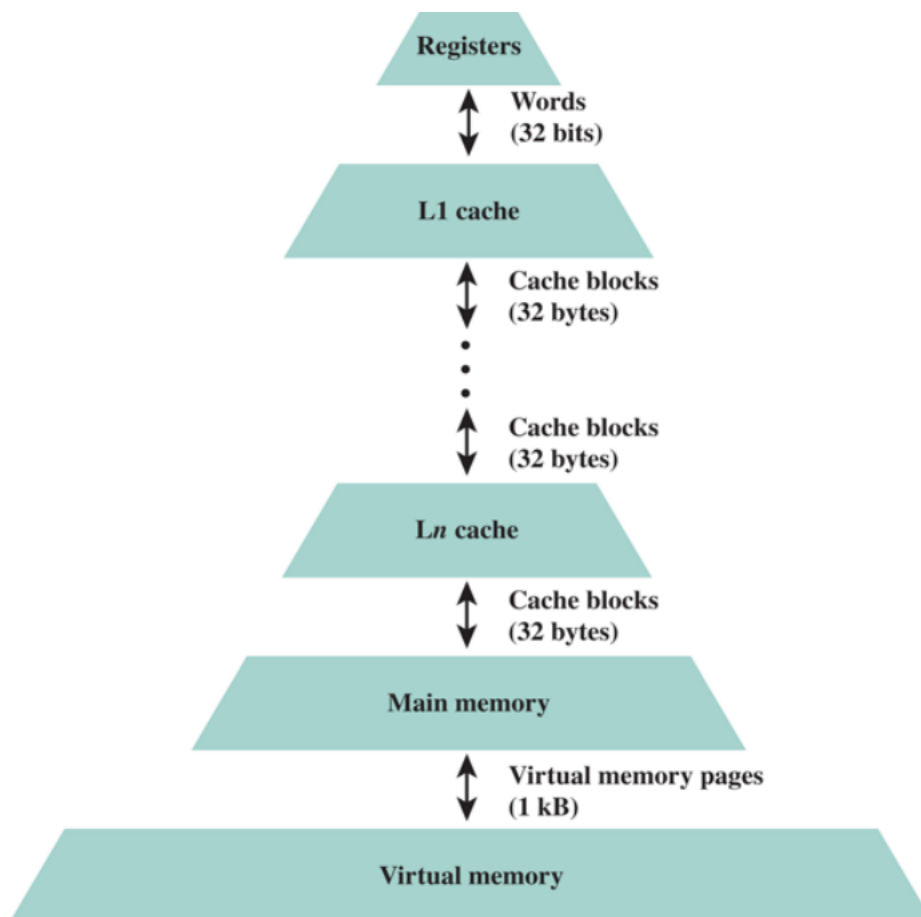 Registers
Words
(32 bits)
L1 cache
Cache blocks
(32 bytes)
Cache blocks
(32 bytes)
Ln cache
Cache blocks
(32 bytes)
Main memory
Virtual memory pages
(1 kB)
Virtual memory